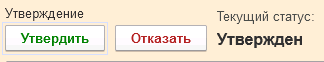 Утверждение
Утвердить Отказать
Текущий статус:
Утвержден